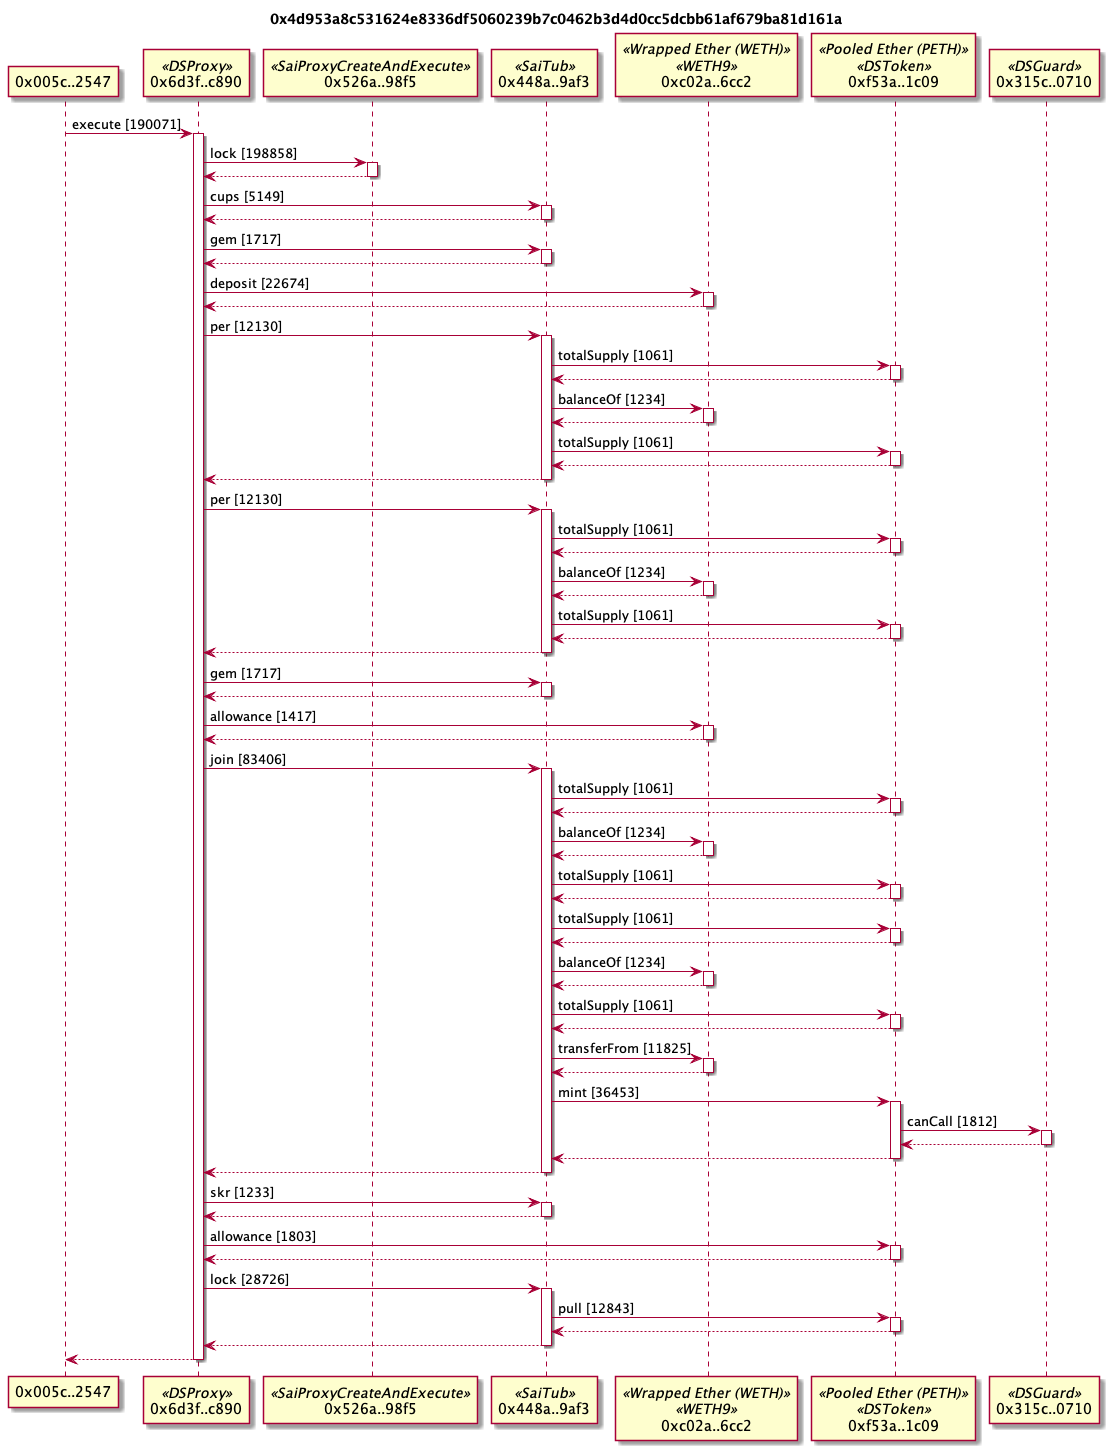 0x4d953a8c531624e8336df5060239b7c0462b3d4d0cc5dcbb61af679ba81d161a
0x005c..2547
«DSProxy»
0x6d3f..c890
«SaiProxyCreateAndExecute»
0x526a..98f5
«SaiTub»
0x448a..9af3
«Wrapped Ether (WETH)»
«WETH9»
0xc02a..6cc2
«Pooled Ether (PETH)»
«DSToken»
0xf53a..1c09
«DSGuard»
0x315c..0710
execute [190071]
lock [198858]
cups [5149]
gem [1717]
deposit [22674]
per [12130]
totalSupply [1061]
balanceOf [1234]
totalSupply [1061]
per [12130]
totalSupply [1061]
balanceOf [1234]
totalSupply [1061]
gem [1717]
allowance [1417]
join [83406]
totalSupply [1061]
balanceOf [1234]
totalSupply [1061]
totalSupply [1061]
balanceOf [1234]
totalSupply [1061]
transferFrom [11825]
mint [36453]
canCall [1812]
skr [1233]
allowance [1803]
lock [28726]
pull [12843]
0x005c..2547
«DSProxy»
0x6d3f..c890
«SaiProxyCreateAndExecute»
0x526a..98f5
«SaiTub»
0x448a..9af3
«Wrapped Ether (WETH)»
«WETH9»
0xc02a..6cc2
«Pooled Ether (PETH)»
«DSToken»
0xf53a..1c09
«DSGuard»
0x315c..0710